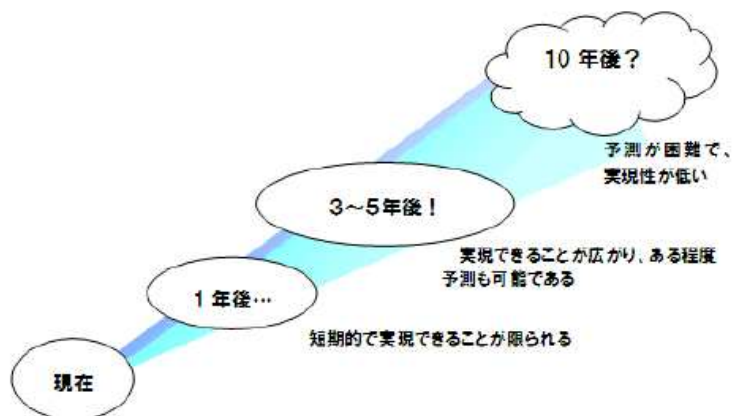 10 年後？
予測が困難で、
実現性が低い
３～５年後！
実現できることが広がり、ある程度
予測も可能である
１年後…
短期的で実現できることが限られる
現在